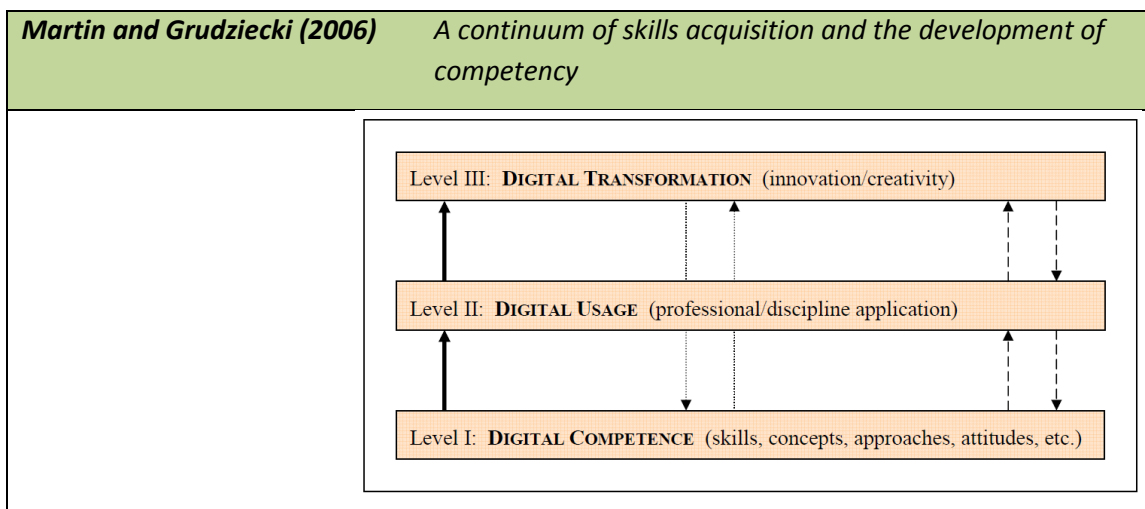 Martin and Grudziecki (2006)
A continuum of skills acquisition and the development of
competency
Level III: DIGITAL TRANSFORMATION (innovation/creativity)
Level II: DIGITAL USAGE (professional/discipline application)
Level I: DIGITAL COMPETENCE (skills, concepts, approaches, attitudes, etc.)